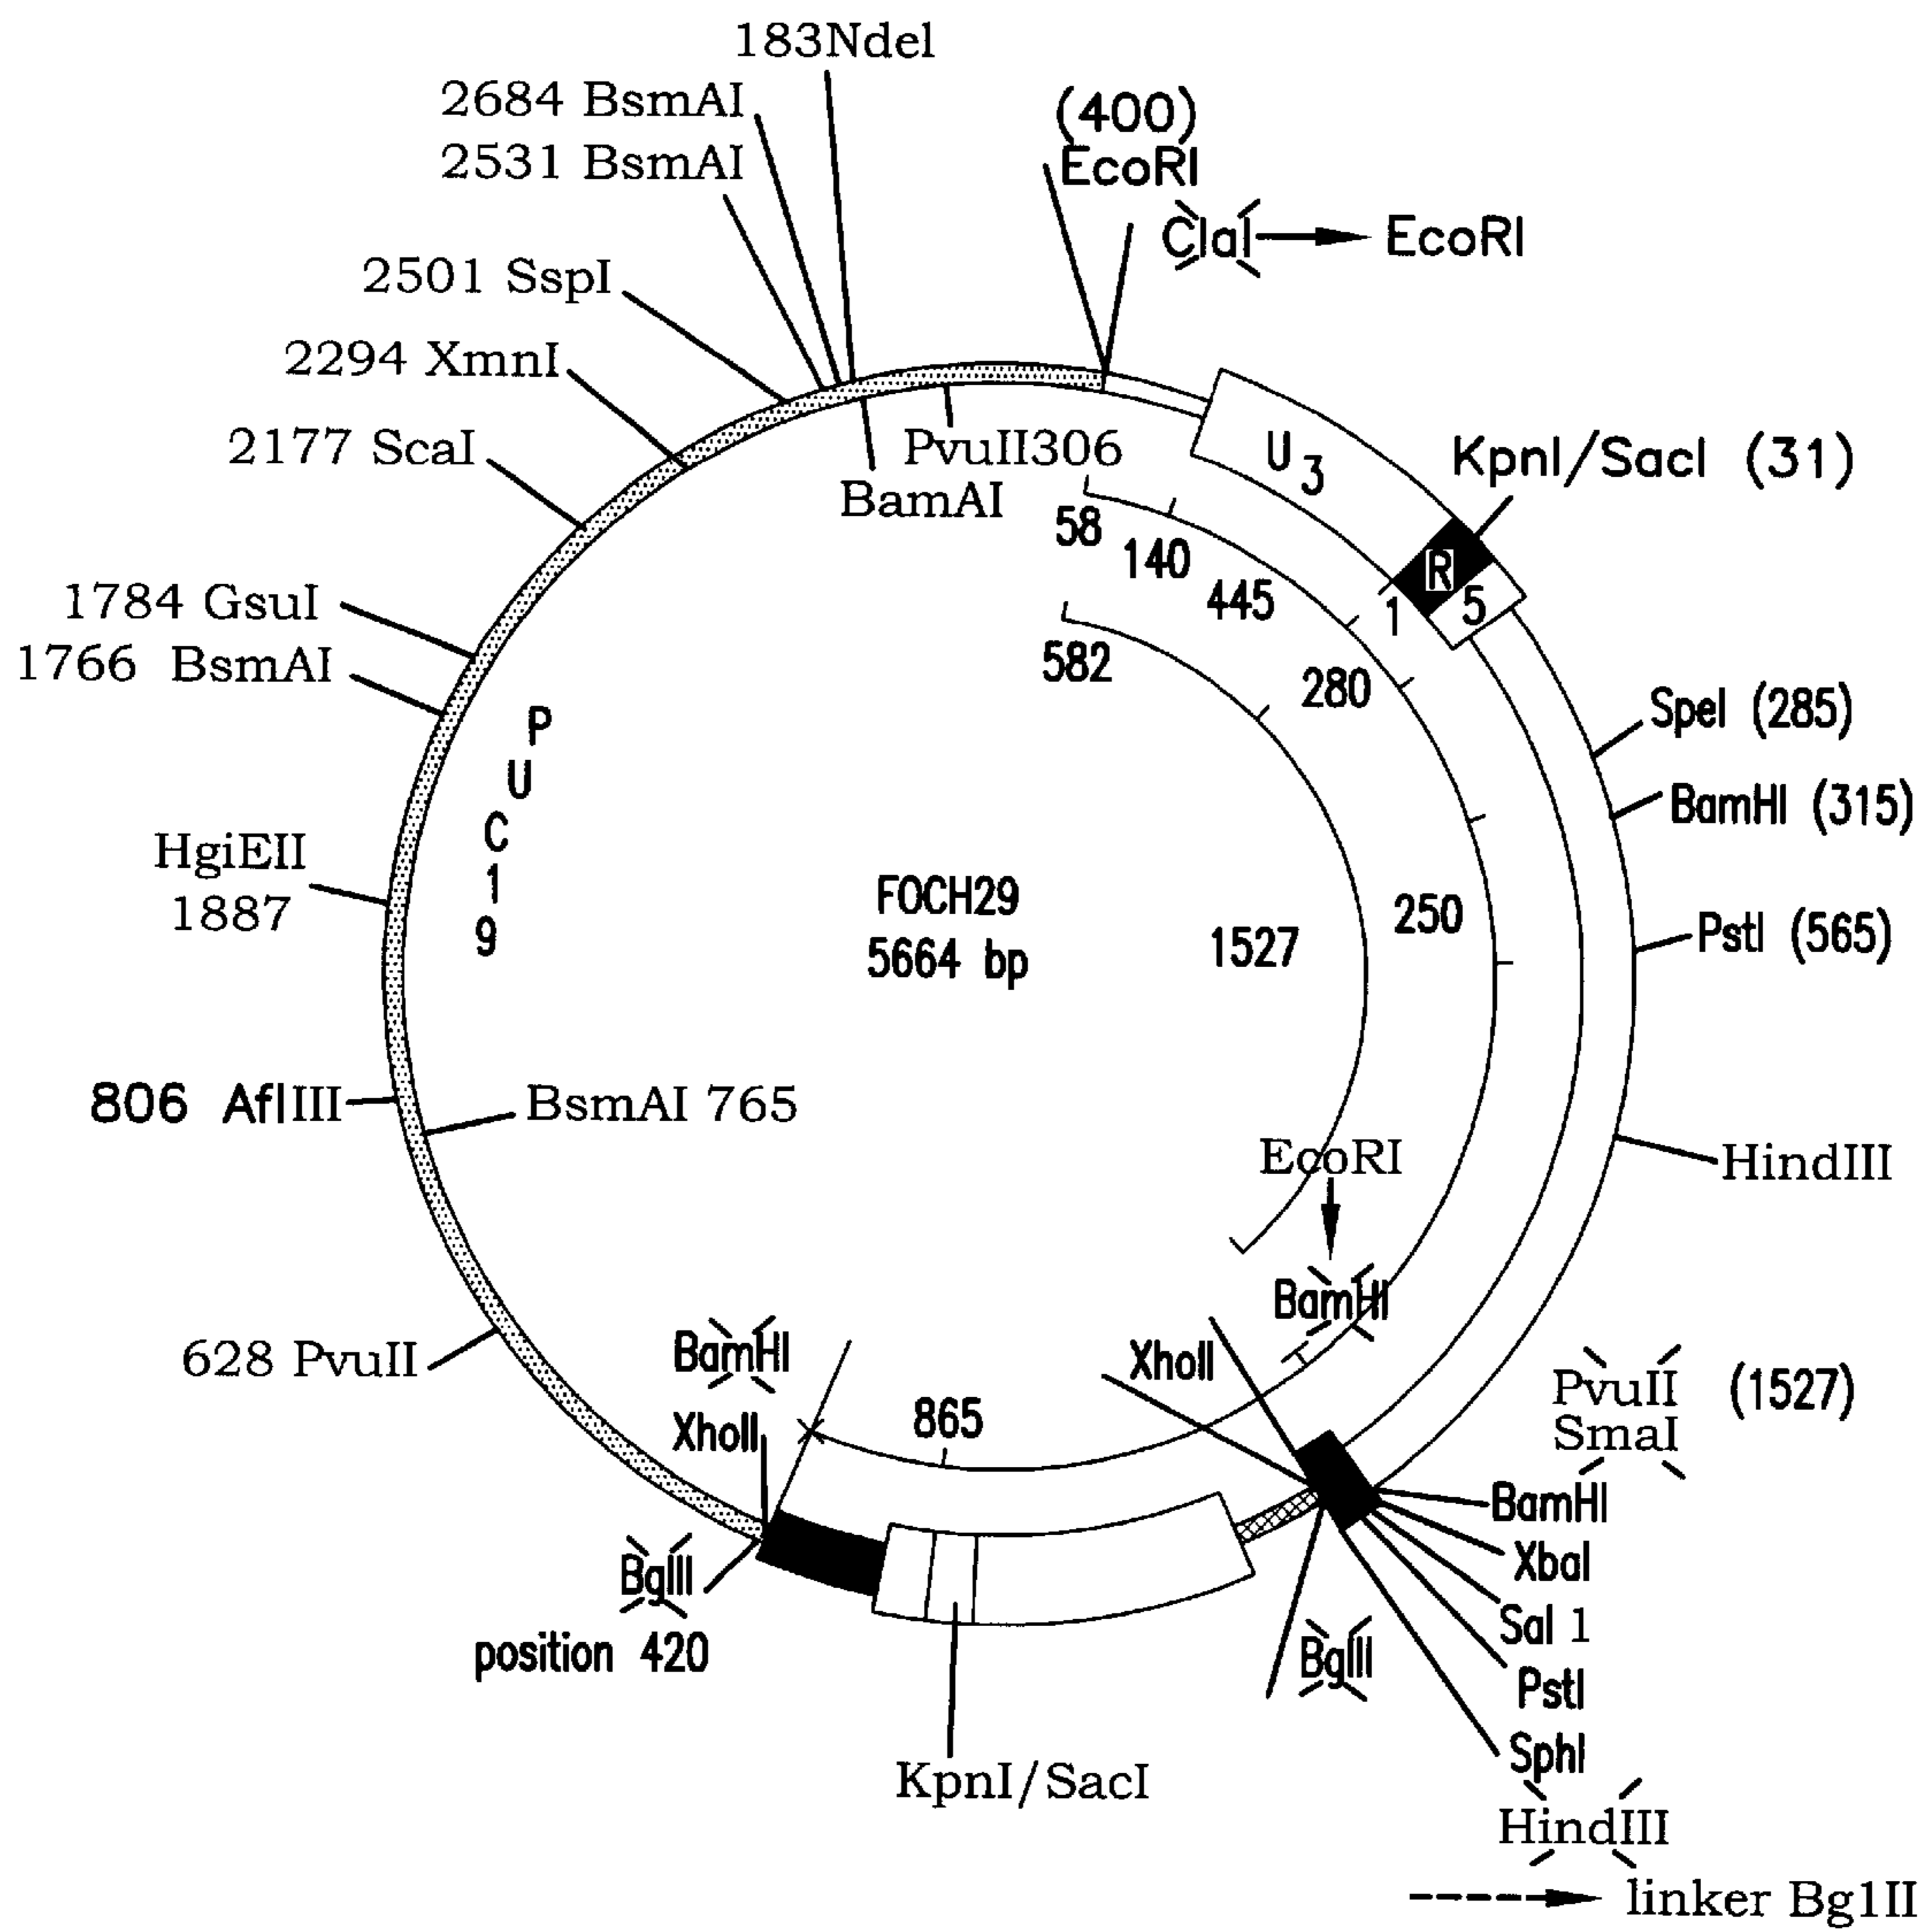 183NdeI
2684 BsmAI
2531 BsmAI
(400)
EcoRI
ClaI EcoRI
2501 SspI
2294 XmnI
2177 ScaI
PvuII306
BamAI
U 3
KpnI/SacI (31)
58
140
445
R
1
5
1784 GsuI
1766 BsmAI
582
280
SpeI (285)
BamHI (315)
P
U
C
1
9
HgiEII
1887
FOCH29
5664 bp
1527
250
PstI (565)
806 AflIII
BsmAI 765
EcoRI
HindIII
BamHI
628 PvuII
BamHI
XhoII
XhoII
865
PvuII (1527)
SmaI
BamHI
XbaI
Sal 1
PstI
SphI
BglII
position 420
BglII
KpnI/SacI
HindIII
linker Bg1II